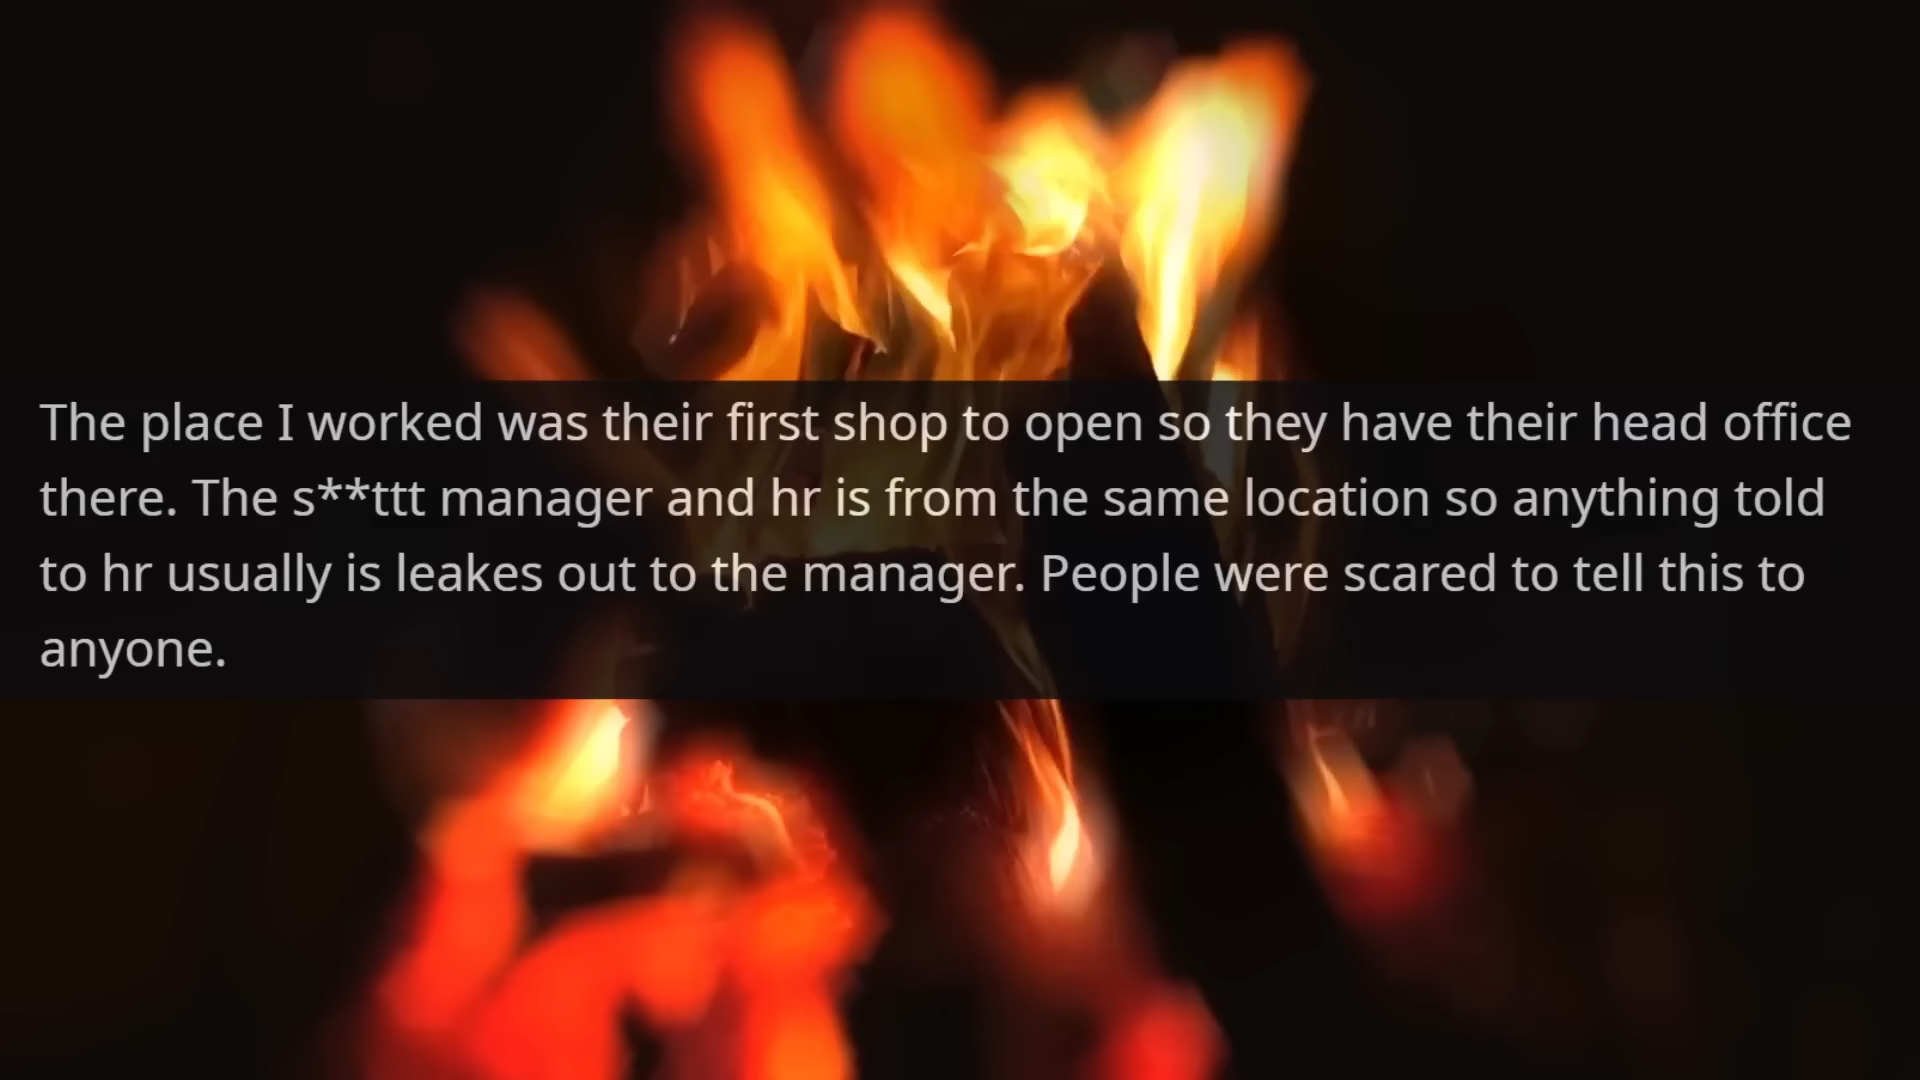 The place I worked was their first shop to open so they have their head office
there. The s**ttt manager and hr is from the same location so anything told
to hr usually is leakes out to the manager. People were scared to tell this to
anyone.